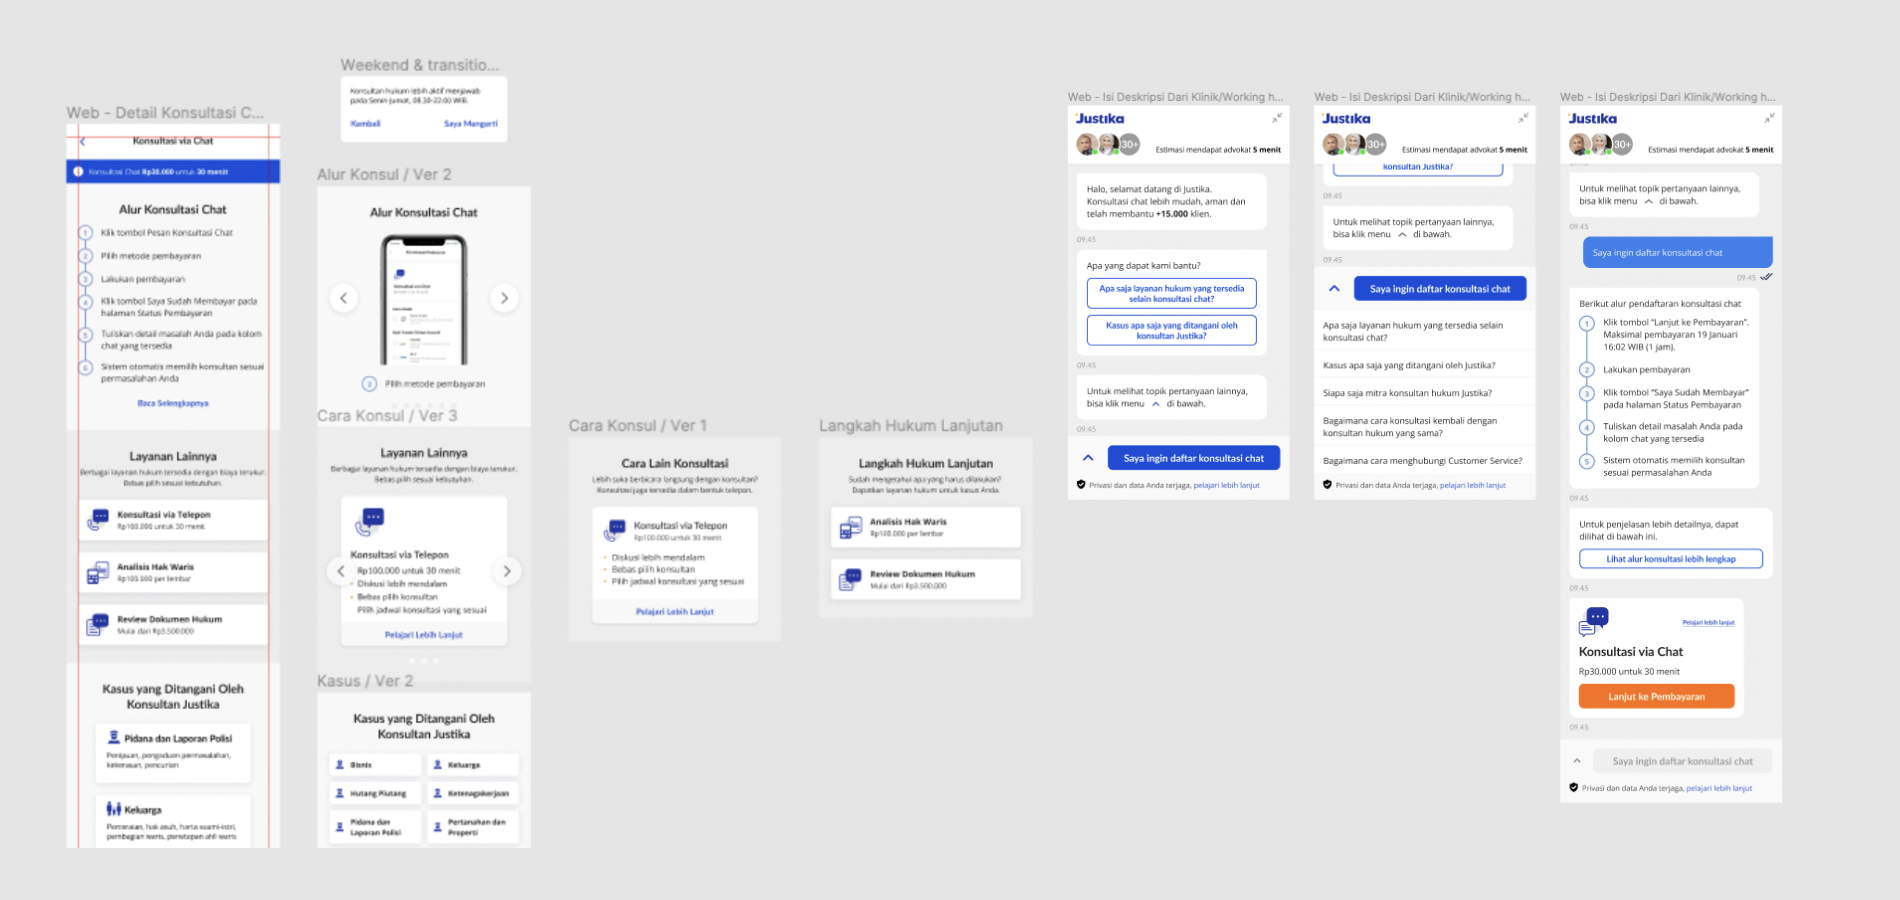 Web - Detail Konsultasi C...
Konsultasi via Chat
Konsultasi Chat Rp30.000 untuk 30 menit
Alur Konsultasi Chat
1 Klik tombol Pesan Konsultasi Chat
2 Pilih metode pembayaran
3 Lakukan pembayaran
4 Klik tombol Saya Sudah Membayar pada
halaman Status Pembayaran
5 Tuliskan detail masalah Anda pada kolom
chat yang tersedia
6 Sistem otomatis memilih konsultan sesuai
permasalahan Anda
Baca Selengkapnya
Layanan Lainnya
Berbagai layanan hukum tersedia dengan biaya terukur.
Bebas pilih sesuai kebutuhan.
Konsultasi via Telepon
Rp100.000 untuk 30 menit
Analisis Hak Waris
per lembar
Review Dokumen Hukum
Mulai dari Rp3.500.000
Kasus yang Ditangani Oleh
Konsultan Justika
Pidana dan Laporan Polisi
Penipuan, pengaduan permasalahan,
kekerasan, pencurian
Keluarga
Perceraian, hak asuh, harta suami-istri,
pembagian waris, penetapan ahli waris
Weekend & transitio...
Konsultan hukum lebih aktif menjawab
pada Senin-Jumat, 08.30-22.00 WIB.
Kembali
Saya Mengerti
Alur Konsul / Ver 2
Alur Konsultasi Chat
2 Pilih metode pembayaran
Cara Konsul / Ver 3
Layanan Lainnya
Berbagai layanan hukum tersedia dengan biaya terukur.
Bebas pilih sesuai kebutuhan.
Konsultasi via Telepon
Rp100.000 untuk 30 menit
• Diskusi lebih mendalam
• Bebas pilih konsultan
Pilih jadwal konsultasi yang sesuai
Pelajari Lebih Lanjut
Kasus / Ver 2
Kasus yang Ditangani Oleh
Konsultan Justika
Bisnis
Keluarga
Hutang Piutang
Ketenagakerjaan
Pidana dan
Laporan Polisi
Pertanahan dan
Properti
Cara Konsul / Ver 1
Cara Lain Konsultasi
Lebih suka berbicara langsung dengan konsultan?
Konsultasi juga tersedia dalam bentuk telepon.
Konsultasi via Telepon
Rp100.000 untuk 30 menit
• Diskusi lebih mendalam
• Bebas pilih konsultan
• Pilih jadwal konsultasi yang sesuai
Pelajari Lebih Lanjut
Langkah Hukum Lanjutan
Langkah Hukum Lanjutan
Sudah mengetahui apa yang harus dilakukan?
Dapatkan layanan hukum untuk kasus Anda.
Analisis Hak Waris
Rp100.000 per lembar
Review Dokumen Hukum
Mulai dari Rp3.500.000
Web - Isi Deskripsi Dari Klinik/Working h...
Justika
30+
Estimasi mendapat advokat 5 menit
Halo, selamat datang di Justika.
Konsultasi chat lebih mudah, aman dan
telah membantu +15.000 klien.
09.45
Apa yang dapat kami bantu?
Apa saja layanan hukum yang tersedia
selain konsultasi chat?
Kasus apa saja yang ditangani oleh
konsultan Justika?
09.45
Untuk melihat topik pertanyaan lainnya,
bisa klik menu di bawah.
09.45
Saya ingin daftar konsultasi chat
Privasi dan data Anda terjaga, pelajari lebih lanjut
Web - Isi Deskripsi Dari Klinik/Working h...
Justika
30+
Estimasi mendapat advokat 5 menit
konsultan Justika?
09.45
Untuk melihat topik pertanyaan lainnya,
bisa klik menu di bawah.
09.45
Saya ingin daftar konsultasi chat
Apa saja layanan hukum yang tersedia selain
konsultasi chat?
Kasus apa saja yang ditangani oleh Justika?
Siapa saja mitra konsultan hukum Justika?
Bagaimana cara konsultasi kembali dengan
konsultan hukum yang sama?
Bagaimana cara menghubungi Customer Service?
Privasi dan data Anda terjaga, pelajari lebih lanjut
Web - Isi Deskripsi Dari Klinik/Working h...
Justika
30+
Estimasi mendapat advokat 5 menit
Untuk melihat topik pertanyaan lainnya,
bisa klik menu di bawah.
09.45
Saya ingin daftar konsultasi chat
09.45
Berikut alur pendaftaran konsultasi chat
1 Klik tombol "Lanjut ke Pembayaran".
Maksimal pembayaran 19 Januari
16:02 WIB (1 jam).
2 Lakukan pembayaran
3 Klik tombol "Saya Sudah Membayar"
pada halaman Status Pembayaran
4 Tuliskan detail masalah Anda pada
kolom chat yang tersedia
5 Sistem otomatis memilih konsultan
sesuai permasalahan Anda
09.45
Untuk penjelasan lebih detailnya, dapat
dilihat di bawah ini.
Lihat alur konsultasi lebih lengkap
09.45
Pelajari lebih lanjut
Konsultasi via Chat
Rp30.000 untuk 30 menit
Lanjut ke Pembayaran
09.45
Saya ingin daftar konsultasi chat
Privasi dan data Anda terjaga, pelajari lebih lanjut